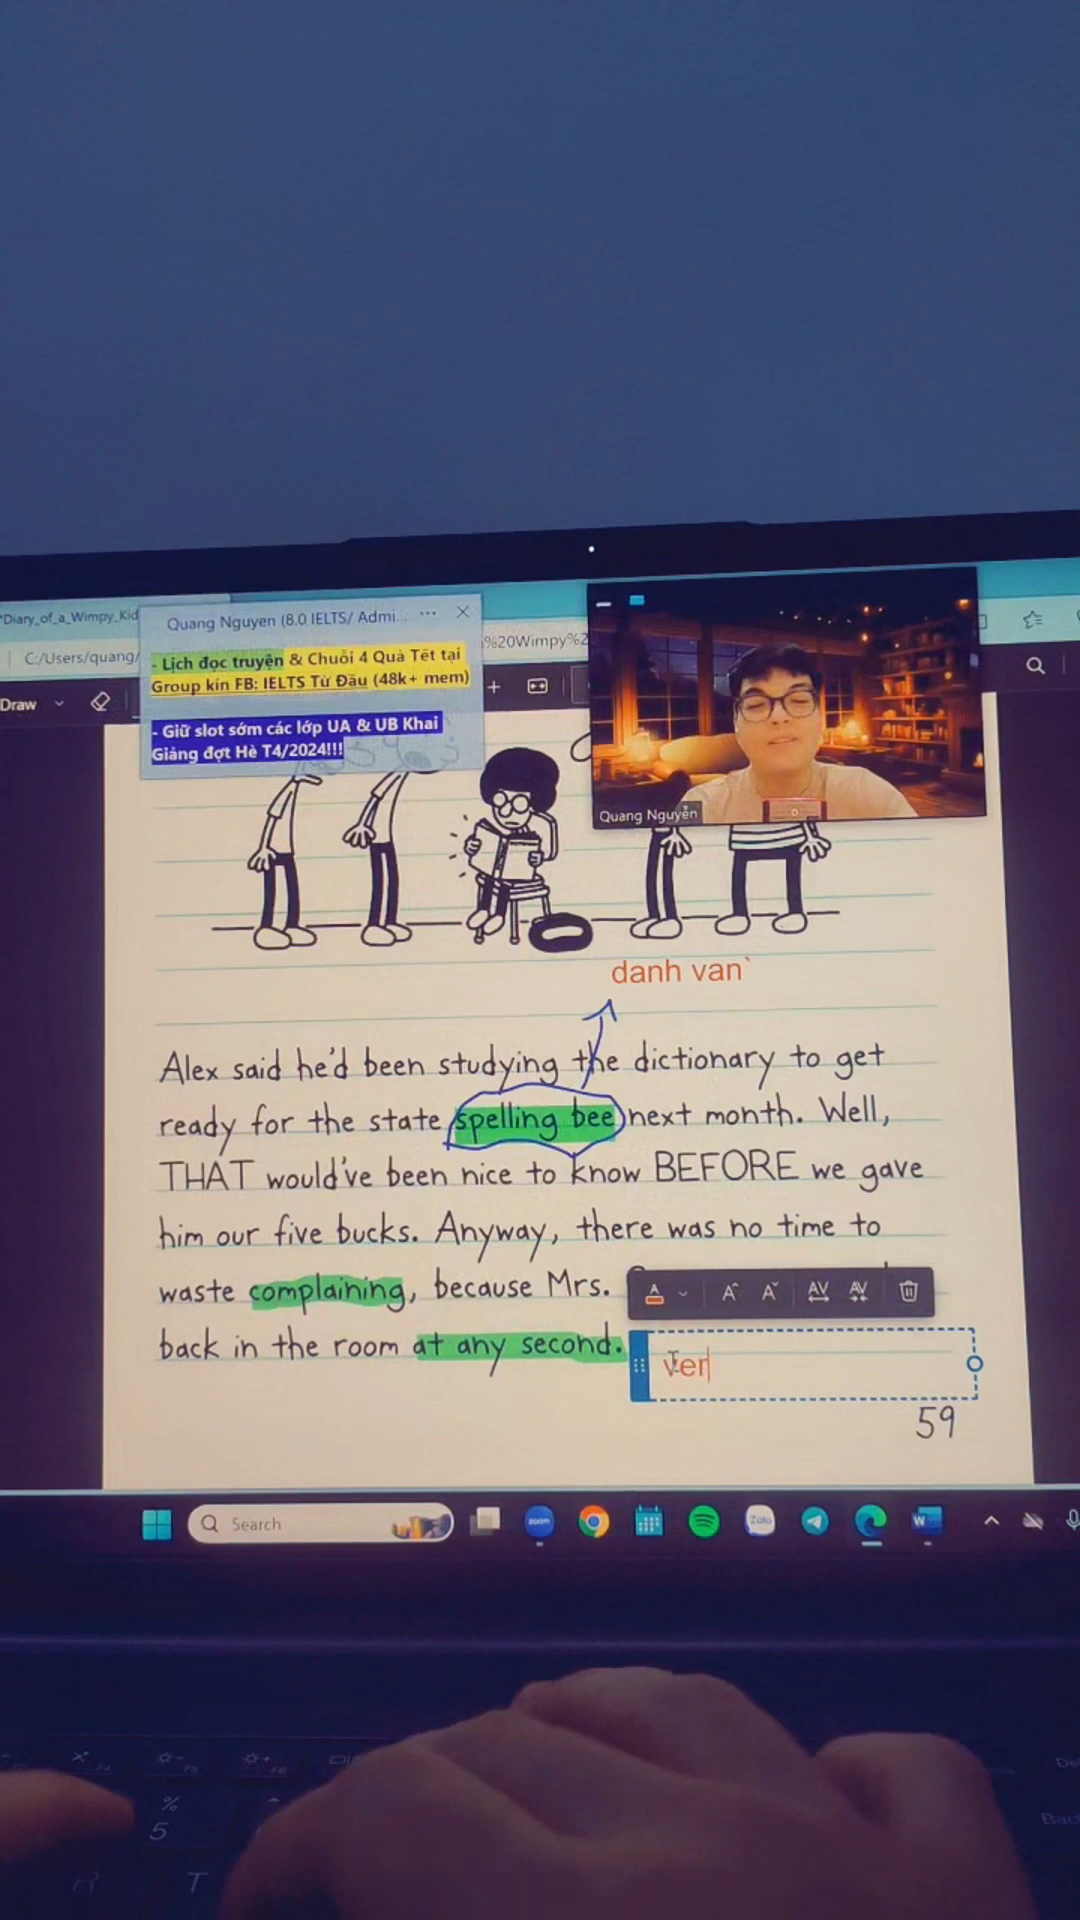 *Diary_of_a_Wimpy_Kid
Quang Nguyen (8.0 IELTS/ Admi...
C:/Users/quang/
%20Wimpy%2
Draw
- Lịch đọc truyện & Chuỗi 4 Quà Tết tại
Group kín FB: IELTS Từ Đầu (48k+ mem)
- Giữ slot sớm các lớp UA & UB Khai
Giảng đợt Hè T4/2024!!!
Quang Nguyễn
danh van`
Alex said he'd been studying the dictionary to get
ready for the state spelling bee next month. Well,
THAT would've been nice to know BEFORE we gave
him our five bucks. Anyway, there was no time to
waste complaining, because Mrs.
back in the room at any second.
ver
59
Search
zoom
Zalo
W
% 
5
R
T